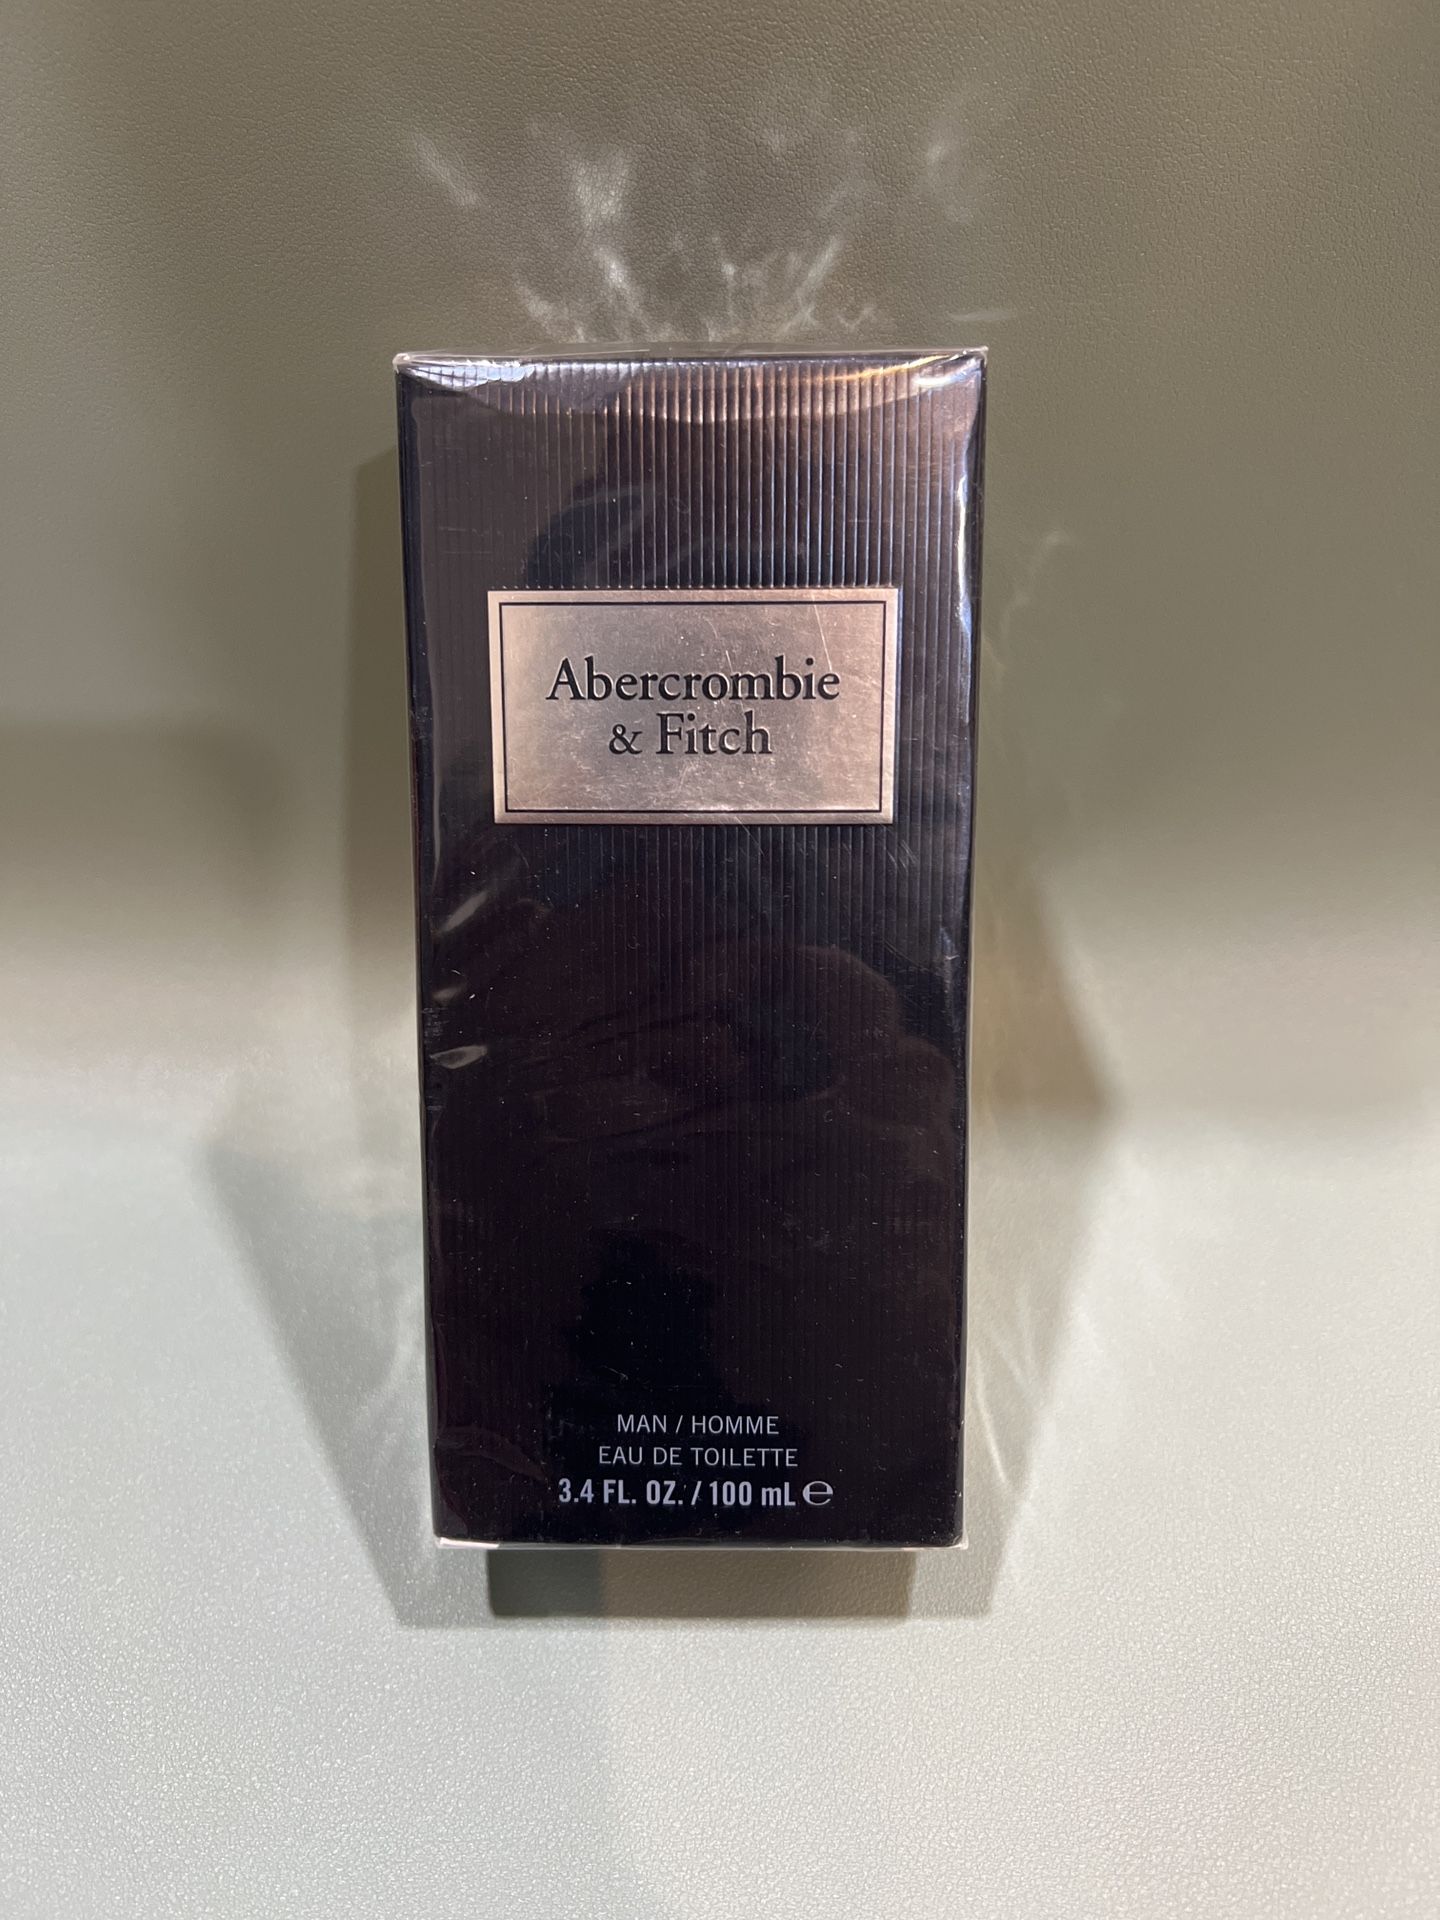 Abercrombie
& Fitch
MAN / HOMME
EAU DE TOILETTE
3.4 FL. OZ. / 100 mL ℮